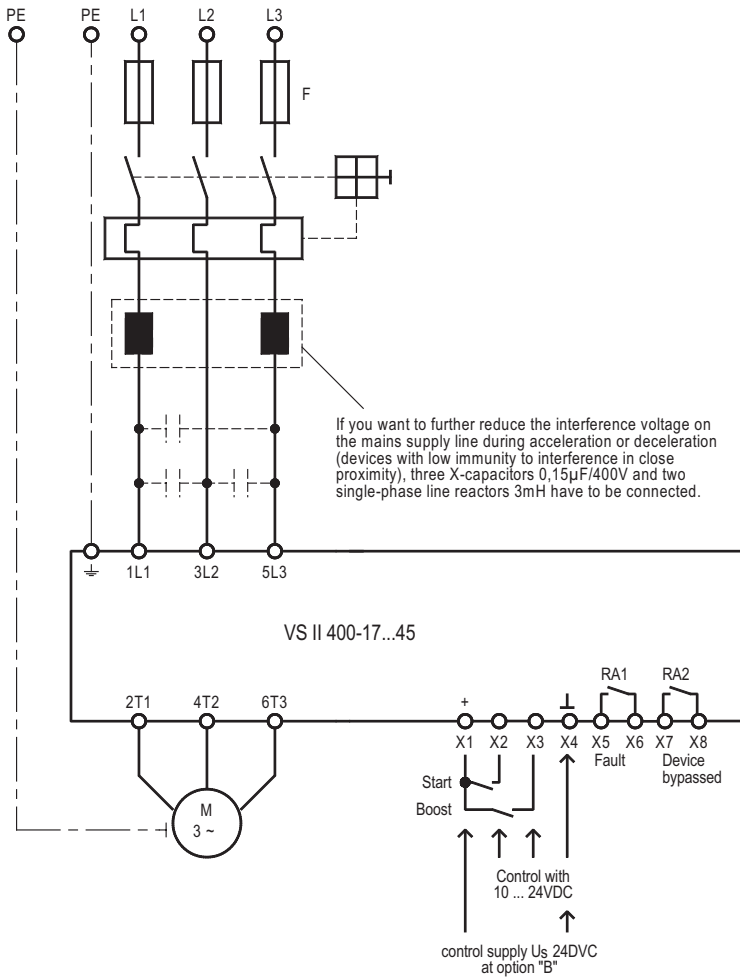 PE PE L1 L2 L3
F
If you want to further reduce the interference voltage on
the mains supply line during acceleration or deceleration
(devices with low immunity to interference in close
proximity), three X-capacitors 0,15µF/400V and two
single-phase line reactors 3mH have to be connected.
1L1 3L2 5L3
VS II 400-17...45
RA1 RA2
2T1 4T2 6T3
+
X1 X2 X3 X4 X5 X6 X7 X8
Fault
Device
bypassed
Start
Boost
M
3 ~
Control with
10 ... 24VDC
control supply Us 24DVC
at option "B"